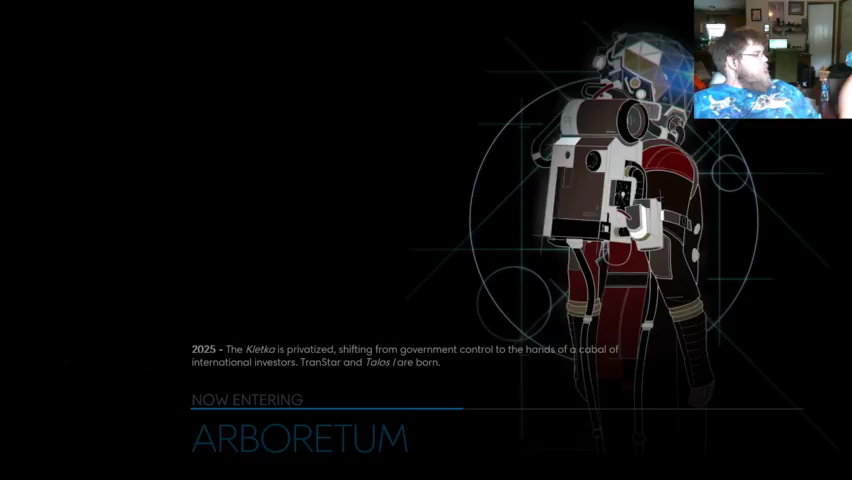 2025 - The Kletka is privatized, shifting from government control to the hands of a cabal of
international investors. TranStar and Talos I are born.
NOW ENTERING
ARBORETUM